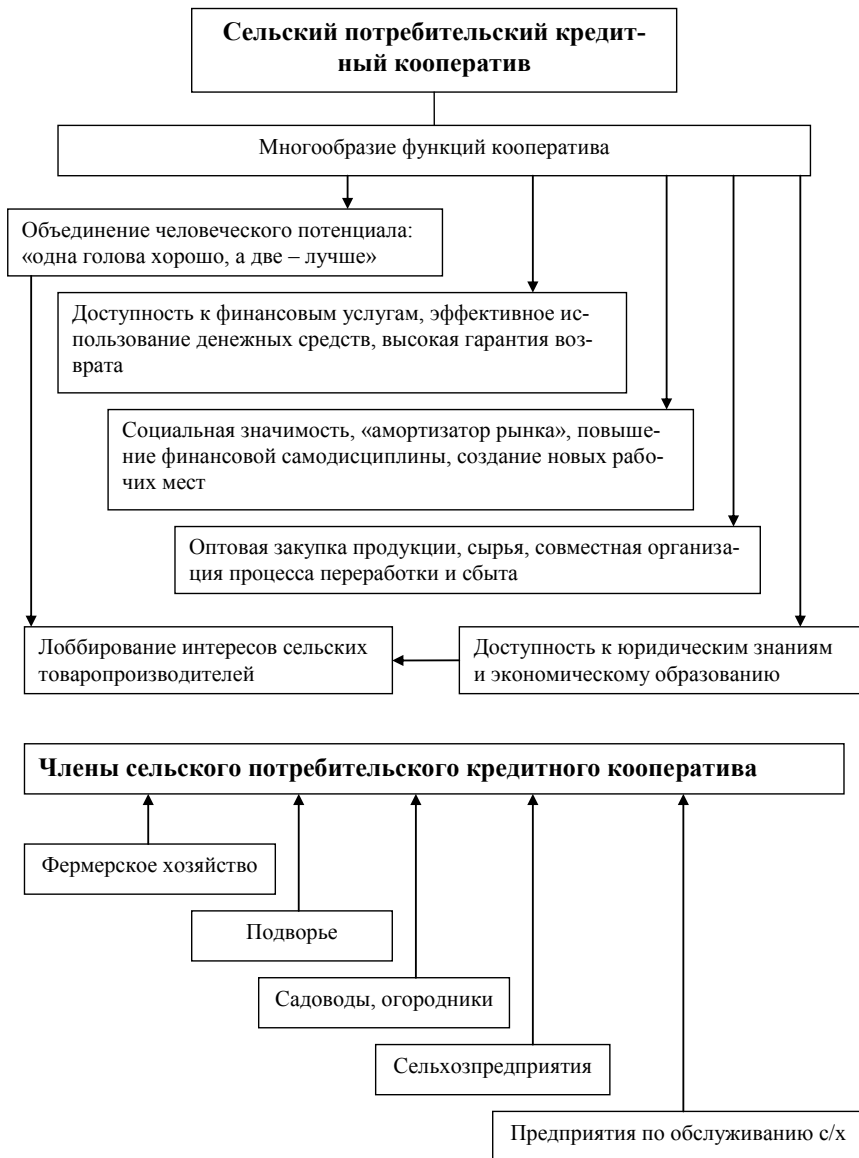 Сельский потребительский кредит-
ный кооператив
Многообразие функций кооператива
Объединение человеческого потенциала:
«одна голова хорошо, а две – лучше»
Доступность к финансовым услугам, эффективное ис-
пользование денежных средств, высокая гарантия воз-
врата
Социальная значимость, «амортизатор рынка», повыше-
ние финансовой самодисциплины, создание новых рабо-
чих мест
Оптовая закупка продукции, сырья, совместная организа-
ция процесса переработки и сбыта
Лоббирование интересов сельских
товаропроизводителей
Доступность к юридическим знаниям
и экономическому образованию
Члены сельского потребительского кредитного кооператива
Фермерское хозяйство
Подворье
Садоводы, огородники
Сельхозпредприятия
Предприятия по обслуживанию с/х